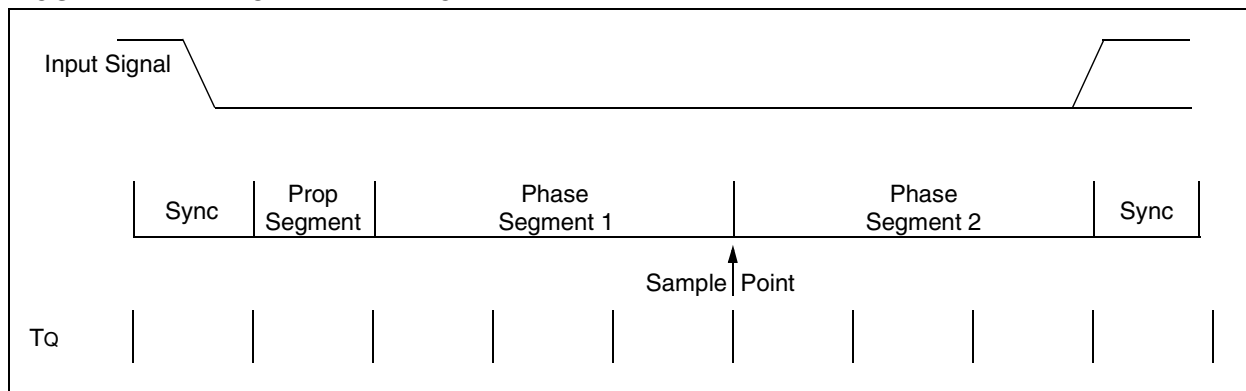 Input Signal
Sync
Prop
Segment
Phase
Segment 1
Phase
Segment 2
Sync
Sample Point
TQ